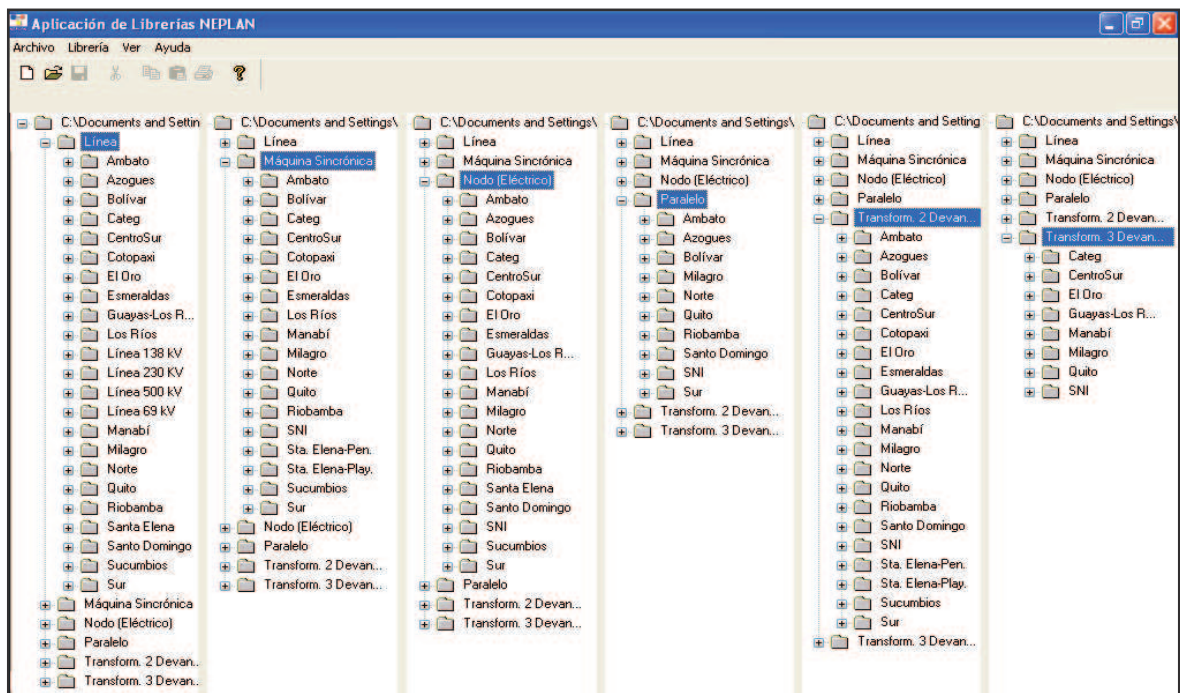 Aplicación de Librerías NEPLAN
Archivo Librería Ver Ayuda
C:\Documents and Settin
Línea
Ambato
Azogues
Bolívar
Categ
CentroSur
Cotopaxi
El Oro
Esmeraldas
Guayas-Los R...
Los Ríos
Línea 138 kV
Línea 230 KV
Línea 500 kV
Línea 69 kV
Manabí
Milagro
Norte
Quito
Riobamba
Santa Elena
Santo Domingo
Sucumbios
Sur
Máquina Sincrónica
Nodo (Eléctrico)
Paralelo
Transform. 2 Devan..
Transform. 3 Devan...
C:\Documents and Settings\
Línea
Máquina Sincrónica
Ambato
Bolívar
Categ
CentroSur
Cotopaxi
El Oro
Esmeraldas
Los Ríos
Manabí
Milagro
Norte
Quito
Riobamba
SNI
Sta. Elena-Pen.
Sta. Elena-Play.
Sucumbios
Sur
Nodo (Eléctrico)
Paralelo
Transform. 2 Devan...
Transform. 3 Devan...
C:\Documents and Settings\
Línea
Máquina Sincrónica
Nodo (Eléctrico)
Ambato
Azogues
Bolívar
Categ
CentroSur
Cotopaxi
El Oro
Esmeraldas
Guayas-Los R...
Los Ríos
Manabí
Milagro
Norte
Quito
Riobamba
Santa Elena
Santo Domingo
SNI
Sucumbios
Sur
Paralelo
Transform. 2 Devan...
Transform. 3 Devan...
C:\Documents and Settings\
Línea
Máquina Sincrónica
Nodo (Eléctrico)
Paralelo
Ambato
Azogues
Bolívar
Milagro
Norte
Quito
Riobamba
Santo Domingo
SNI
Sur
Transform. 2 Devan...
Transform. 3 Devan...
C:\Documents and Setting
Línea
Máquina Sincrónica
Nodo (Eléctrico)
Paralelo
Transform. 2 Devan...
Ambato
Azogues
Bolívar
Categ
CentroSur
Cotopaxi
El Oro
Esmeraldas
Guayas-Los R...
Los Ríos
Manabí
Milagro
Norte
Quito
Riobamba
Santo Domingo
SNI
Sta. Elena-Pen.
Sta. Elena-Play.
Sucumbios
Sur
Transform. 3 Devan...
C:\Documents and Settings\
Línea
Máquina Sincrónica
Nodo (Eléctrico)
Paralelo
Transform. 2 Devan...
Transform. 3 Devan...
Categ
CentroSur
El Oro
Guayas-Los R...
Manabí
Milagro
Quito
SNI